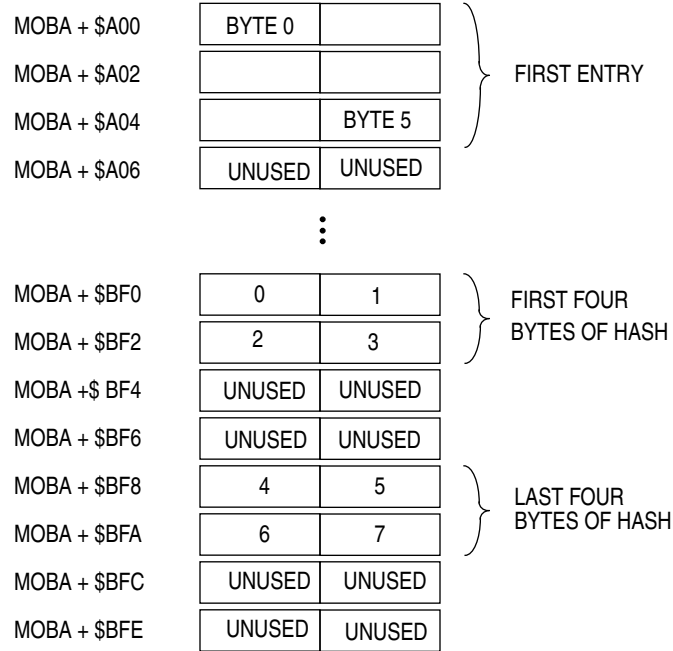 MOBA + $A00 BYTE 0
MOBA + $A02 FIRST ENTRY
MOBA + $A04 BYTE 5
MOBA + $A06 UNUSED UNUSED
MOBA + $BF0 0 1 FIRST FOUR
MOBA + $BF2 2 3 BYTES OF HASH
MOBA +$ BF4 UNUSED UNUSED
MOBA + $BF6 UNUSED UNUSED
MOBA + $BF8 4 5 LAST FOUR
MOBA + $BFA 6 7 BYTES OF HASH
MOBA + $BFC UNUSED UNUSED
MOBA + $BFE UNUSED UNUSED